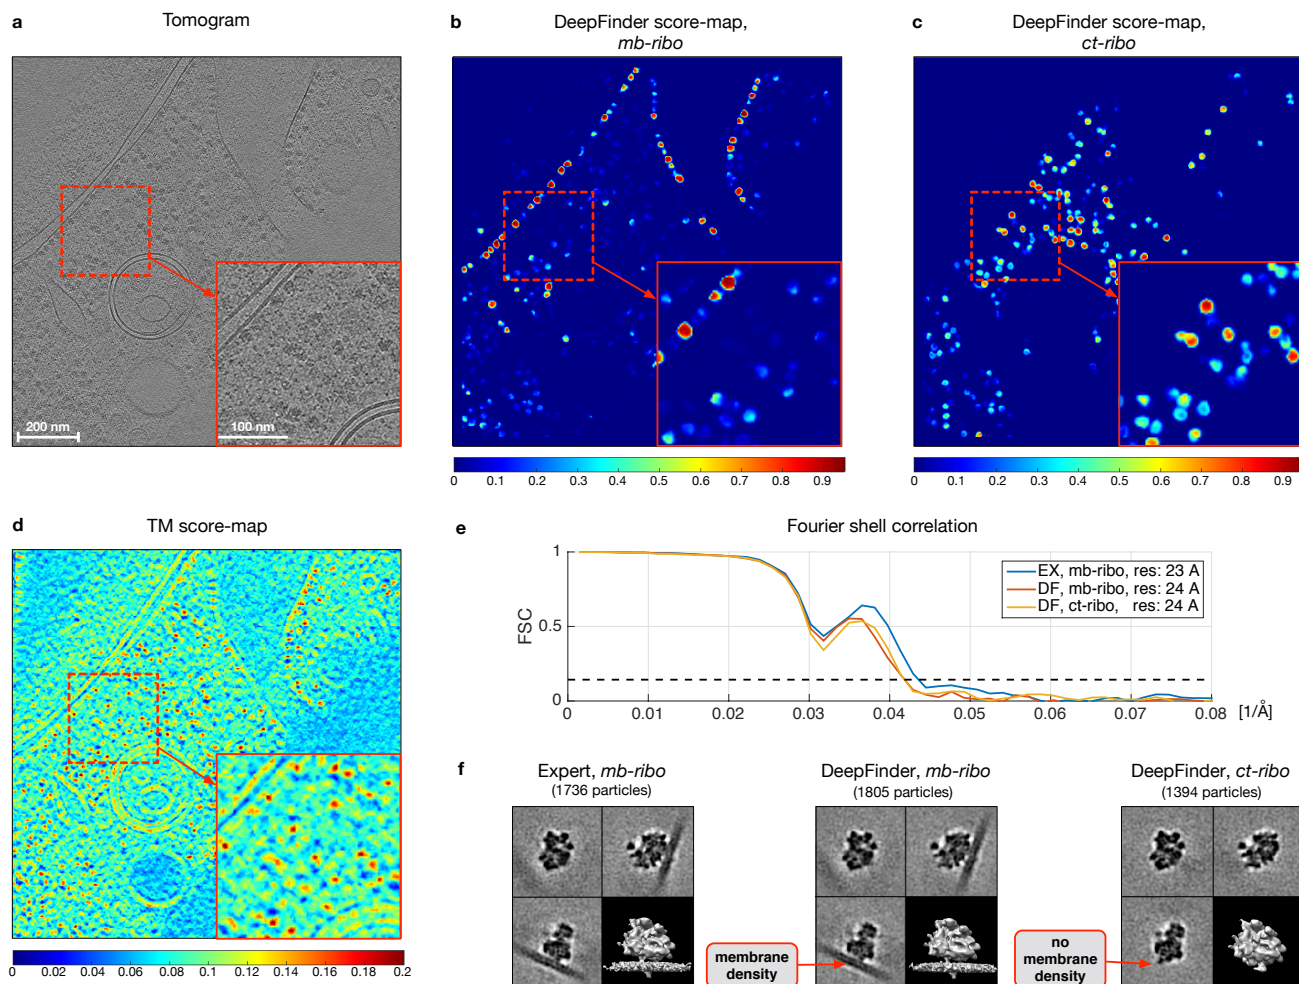 a
Tomogram
200 nm
100 nm
b
DeepFinder score-map,
mb-ribo
0 0.1 0.2 0.3 0.4 0.5 0.6 0.7 0.8 0.9
c
DeepFinder score-map,
ct-ribo
0 0.1 0.2 0.3 0.4 0.5 0.6 0.7 0.8 0.9
d
TM score-map
0 0.02 0.04 0.06 0.08 0.1 0.12 0.14 0.16 0.18 0.2
e
Fourier shell correlation
1
0.5
0
FSC
EX, mb-ribo, res: 23 A
DF, mb-ribo, res: 24 A
DF, ct-ribo, res: 24 A
0 0.01 0.02 0.03 0.04 0.05 0.06 0.07 0.08 [1/Å]
f
Expert, mb-ribo
(1736 particles)
DeepFinder, mb-ribo
(1805 particles)
DeepFinder, ct-ribo
(1394 particles)
membrane
density
no
membrane
density